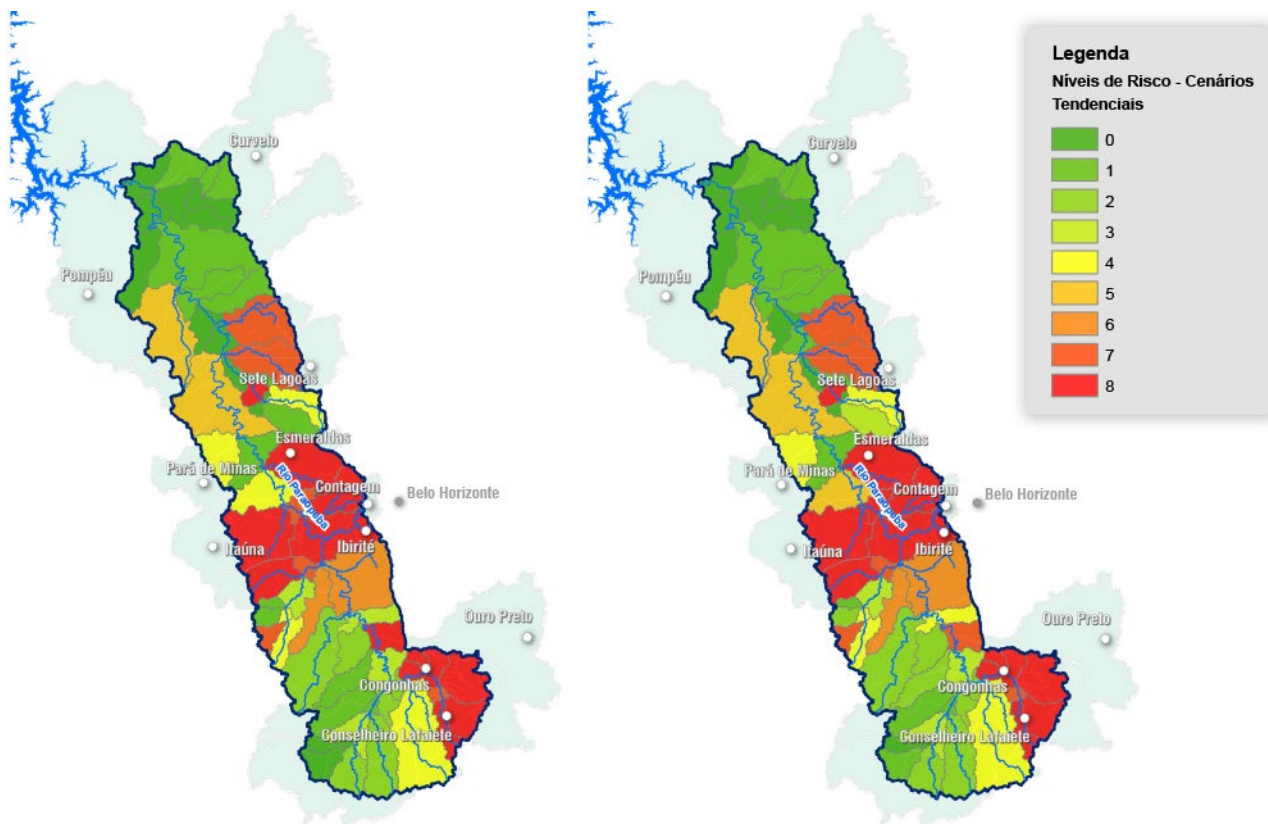 Curvelo
Pompéu
Sete Lagoas
Esmeraldas
Pará de Minas
Rio Paraopeba
Contagem
Belo Horizonte
Itaúna
Ibirité
Ouro Preto
Congonhas
Conselheiro Lafaiete
Curvelo
Pompéu
Sete Lagoas
Esmeraldas
Pará de Minas
Rio Paraopeba
Contagem
Belo Horizonte
Itaúna
Ibirité
Ouro Preto
Congonhas
Conselheiro Lafaiete
Legenda
Níveis de Risco - Cenários
Tendenciais
0
1
2
3
4
5
6
7
8